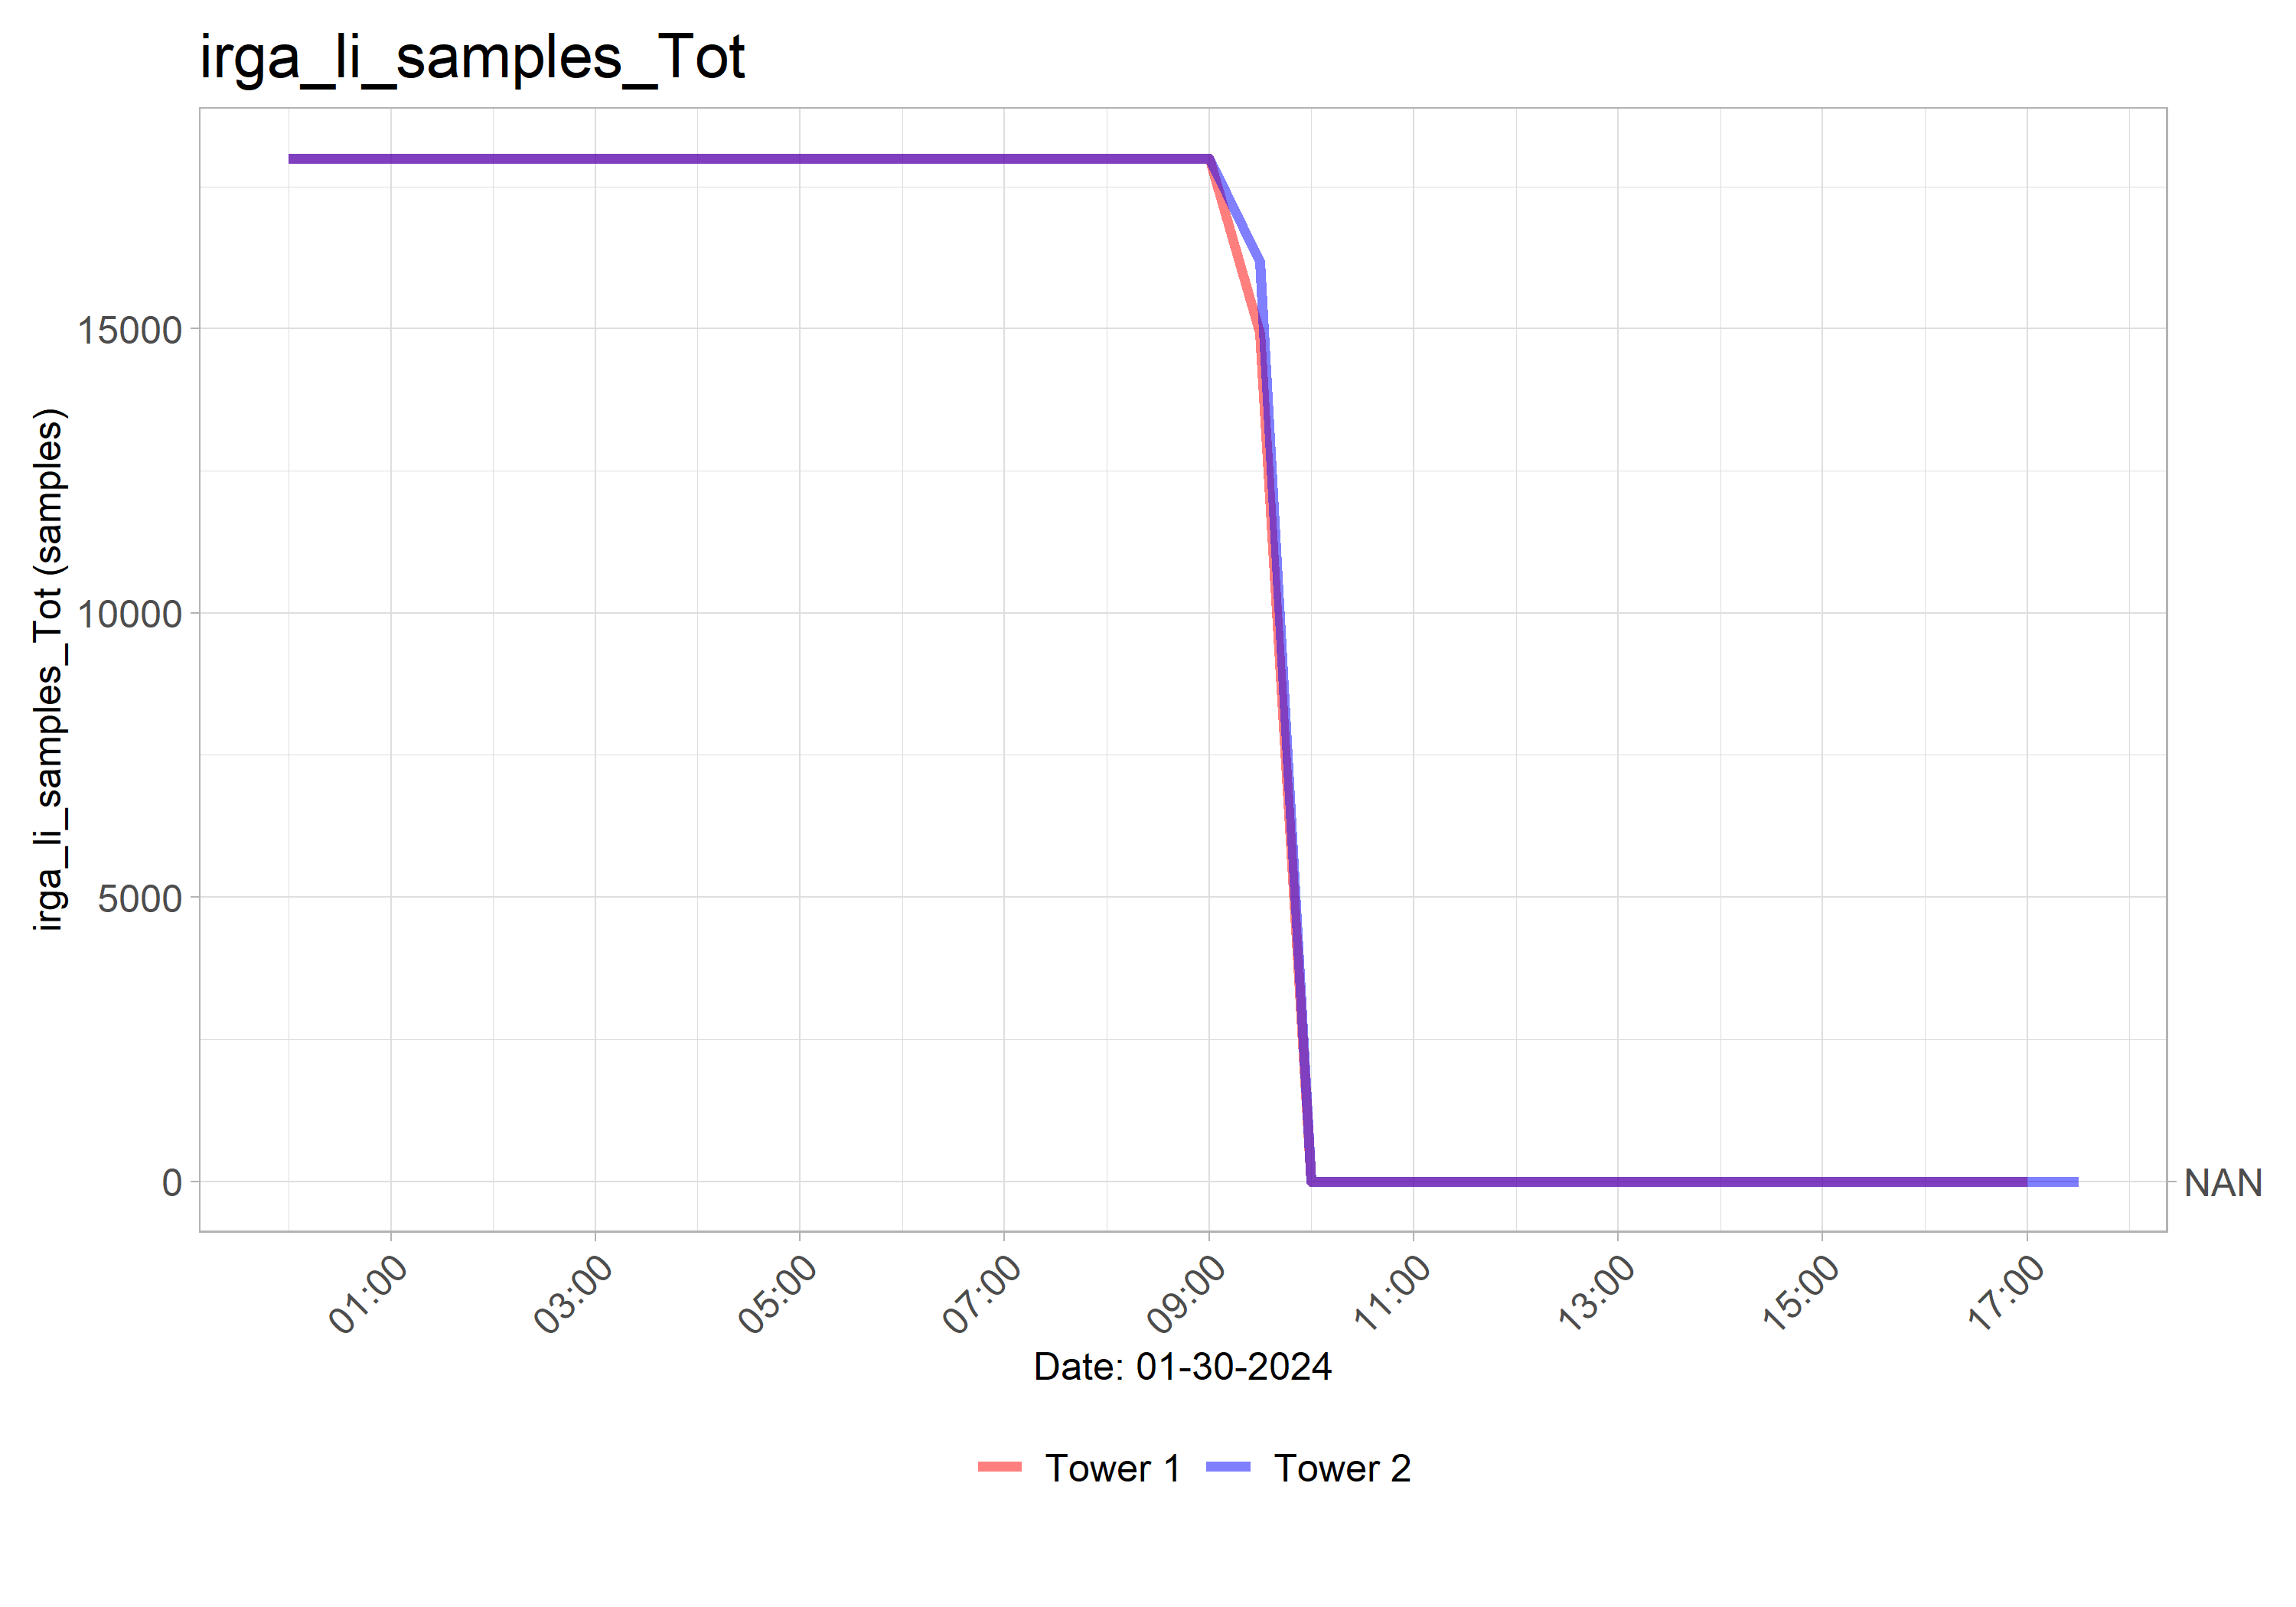 irga_li_samples_Tot
irga_li_samples_Tot (samples)
15000
10000
5000
0
NAN
01:00
03:00
05:00
07:00
09:00
11:00
13:00
15:00
17:00
Date: 01-30-2024
Tower 1
Tower 2